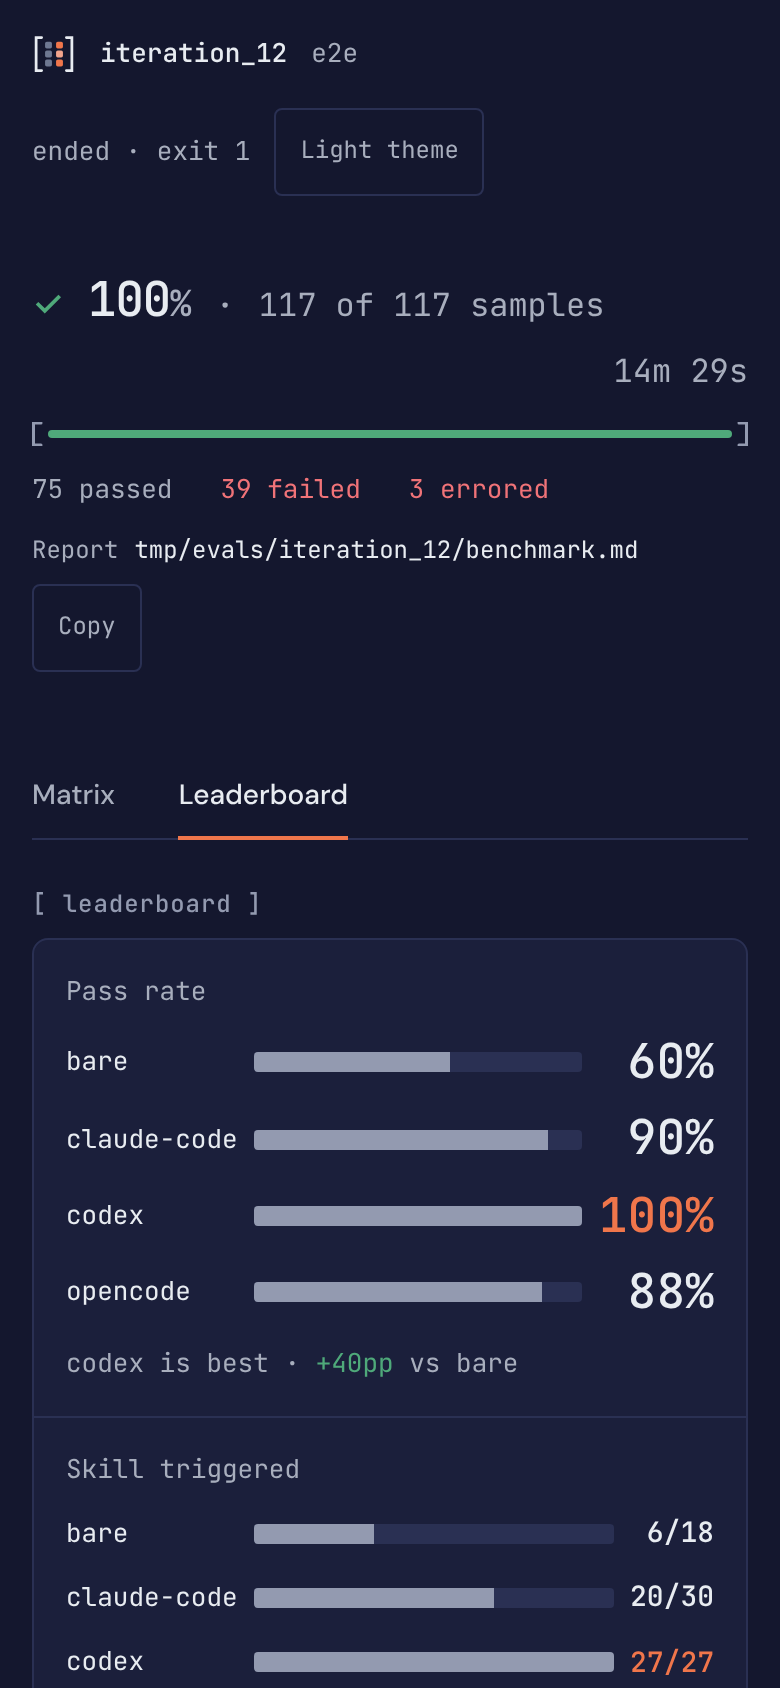 iteration_12 e2e
ended · exit 1 Light theme
100% · 117 of 117 samples
14m 29s
[ ]
75 passed 39 failed 3 errored
Report tmp/evals/iteration_12/benchmark.md
Copy
Matrix Leaderboard
[ leaderboard ]
Pass rate
bare 60%
claude-code 90%
codex 100%
opencode 88%
codex is best · +40pp vs bare
Skill triggered
bare 6/18
claude-code 20/30
codex 27/27